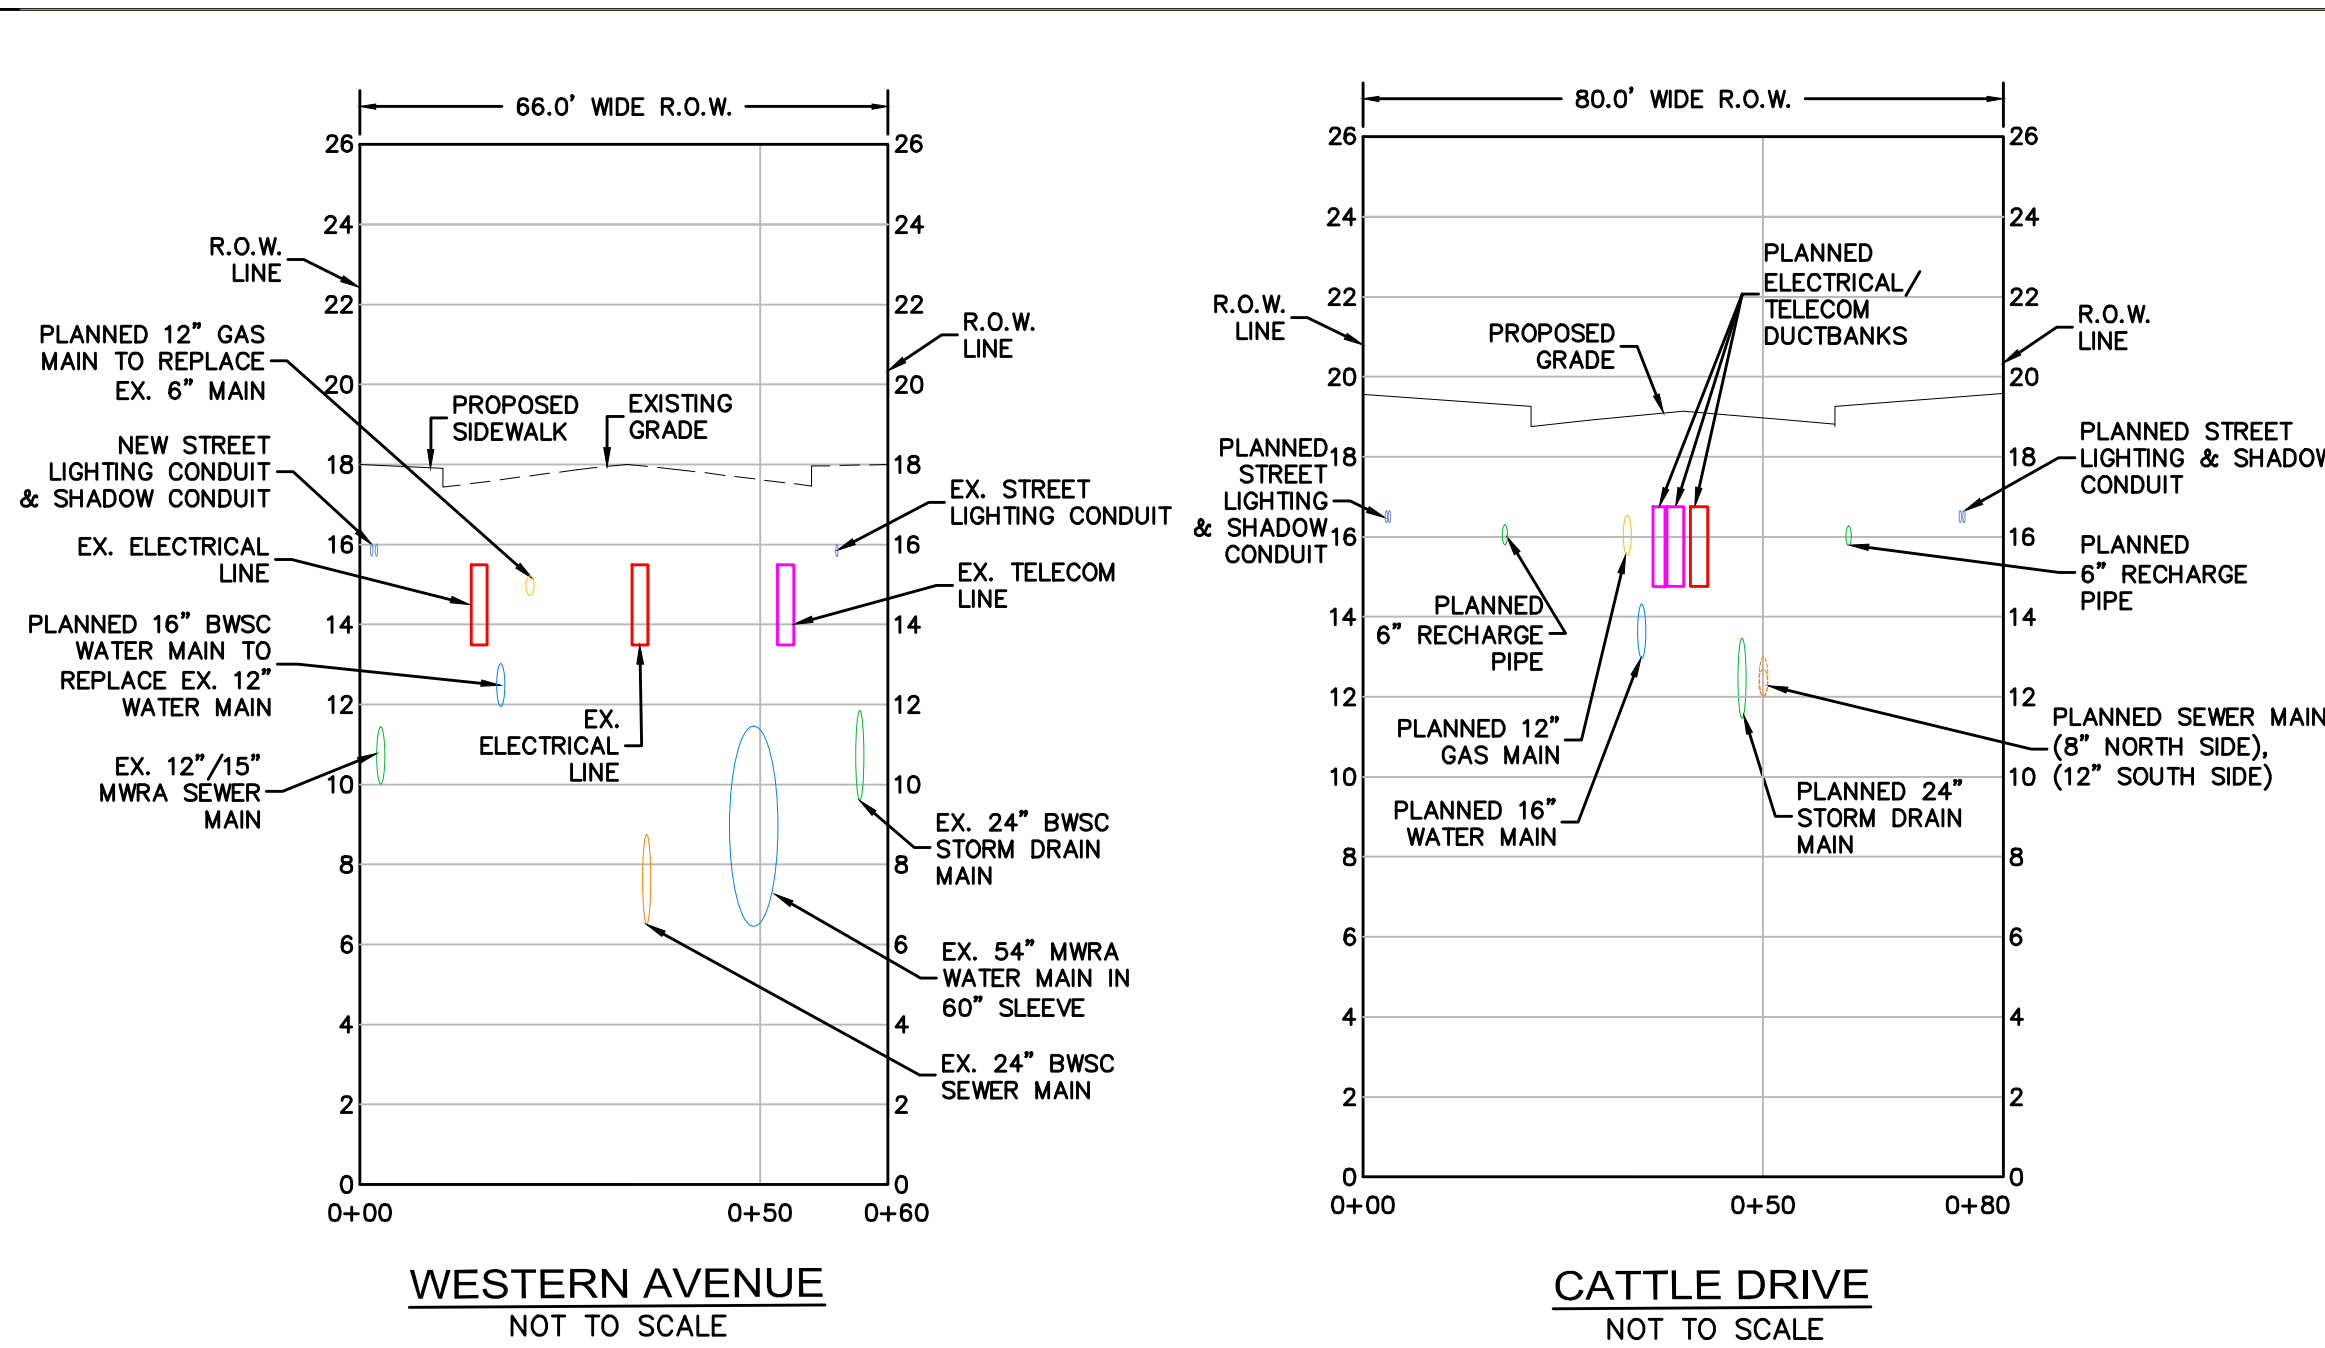 66.0' WIDE R.O.W.
26
24
22
20
18
16
14
12
10
8
6
4
2
0
26
24
22
20
18
16
14
12
10
8
6
4
2
0
0+00
0+50
0+60
R.O.W.
LINE
PLANNED 12" GAS
MAIN TO REPLACE
EX. 6" MAIN
NEW STREET
LIGHTING CONDUIT
& SHADOW CONDUIT
EX. ELECTRICAL
LINE
PLANNED 16" BWSC
WATER MAIN TO
REPLACE EX. 12"
WATER MAIN
EX. 12"/15"
MWRA SEWER
MAIN
PROPOSED
SIDEWALK
EXISTING
GRADE
EX.
ELECTRICAL
LINE
R.O.W.
LINE
EX. STREET
LIGHTING CONDUIT
EX. TELECOM
LINE
EX. 24" BWSC
STORM DRAIN
MAIN
EX. 54" MWRA
WATER MAIN IN
60" SLEEVE
EX. 24" BWSC
SEWER MAIN
WESTERN AVENUE
NOT TO SCALE
80.0' WIDE R.O.W.
26
24
22
20
18
16
14
12
10
8
6
4
2
0
26
24
22
20
18
16
14
12
10
8
6
4
2
0
0+00
0+50
0+80
R.O.W.
LINE
PROPOSED
GRADE
PLANNED
ELECTRICAL/
TELECOM
DUCTBANKS
R.O.W.
LINE
PLANNED
STREET
LIGHTING
& SHADOW
CONDUIT
PLANNED STREET
LIGHTING & SHADOW
CONDUIT
PLANNED
6" RECHARGE
PIPE
PLANNED
6" RECHARGE
PIPE
PLANNED 12"
GAS MAIN
PLANNED 16"
WATER MAIN
PLANNED SEWER MAIN
(8" NORTH SIDE),
(12" SOUTH SIDE)
PLANNED 24"
STORM DRAIN
MAIN
CATTLE DRIVE
NOT TO SCALE